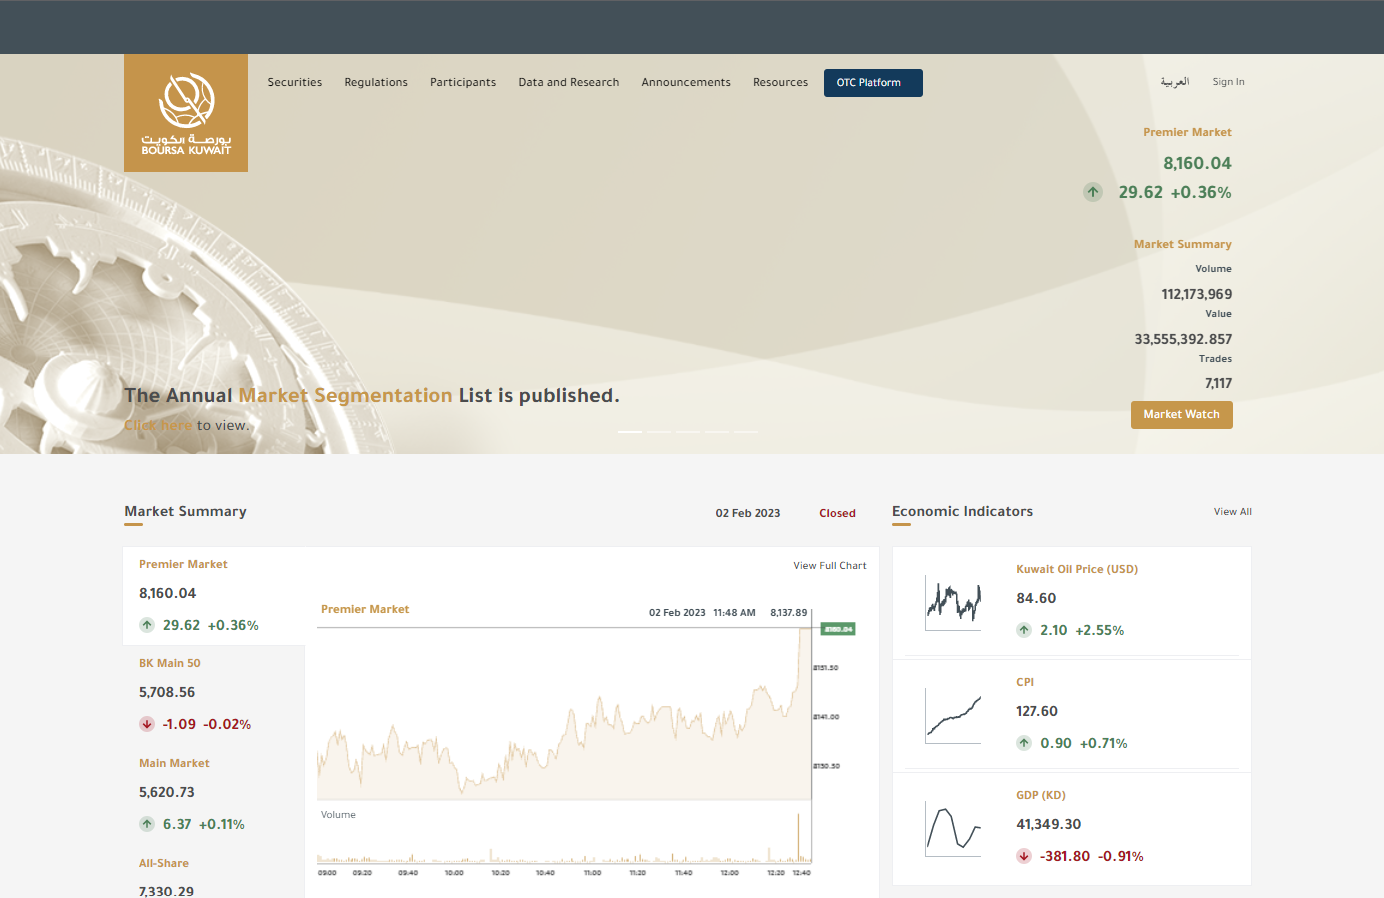 بورصة الكويت
BOURSA KUWAIT
Securities Regulations Participants Data and Research Announcements Resources OTC Platform العربية Sign In
Premier Market
8,160.04
29.62 +0.36%
Market Summary
Volume
112,173,969
Value
33,555,392.857
Trades
7,117
Market Watch
The Annual Market Segmentation List is published.
Click here to view.
Market Summary
02 Feb 2023 Closed
Premier Market
8,160.04
29.62 +0.36%
BK Main 50
5,708.56
-1.09 -0.02%
Main Market
5,620.73
6.37 +0.11%
All-Share
7,330.29
View Full Chart
Premier Market
02 Feb 2023 11:48 AM 8,137.89
8160.04
8151.50
8141.00
8130.50
Volume
09:00 09:20 09:40 10:00 10:20 10:40 11:00 11:20 11:40 12:00 12:20 12:40
Economic Indicators
View All
Kuwait Oil Price (USD)
84.60
2.10 +2.55%
CPI
127.60
0.90 +0.71%
GDP (KD)
41,349.30
-381.80 -0.91%